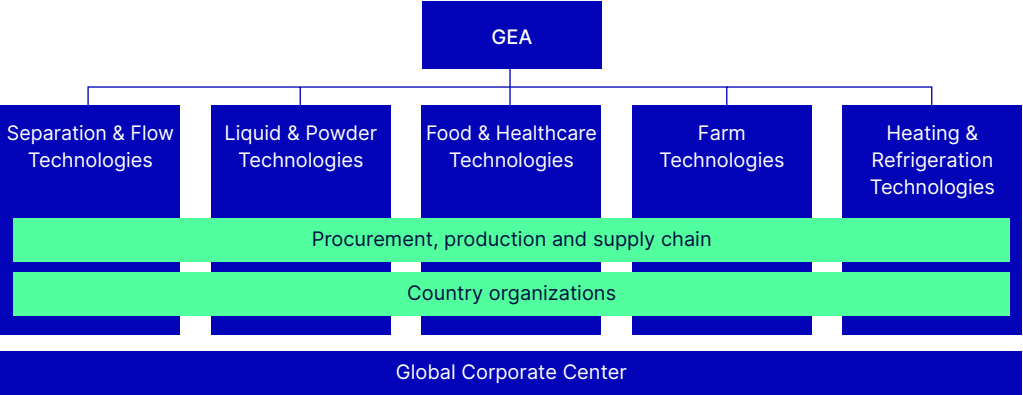 GEA
Separation & Flow
Technologies
Liquid & Powder
Technologies
Food & Healthcare
Technologies
Farm
Technologies
Heating &
Refrigeration
Technologies
Procurement, production and supply chain
Country organizations
Global Corporate Center